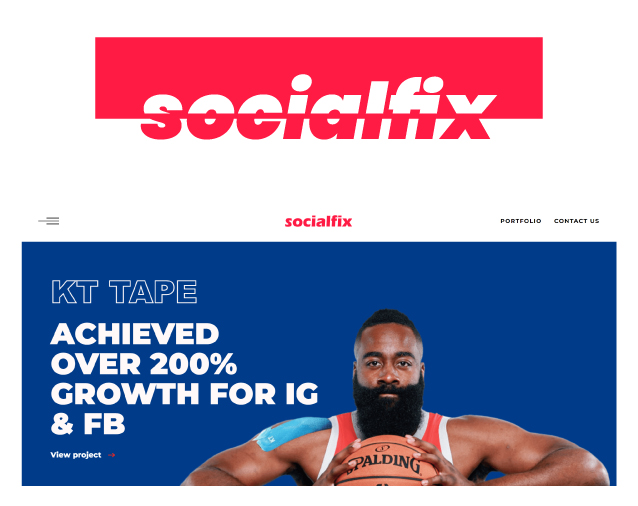 socialfix
socialfix
PORTFOLIO
CONTACT US
KT TAPE
ACHIEVED
OVER 200%
GROWTH FOR IG
& FB
View project
SPALDING